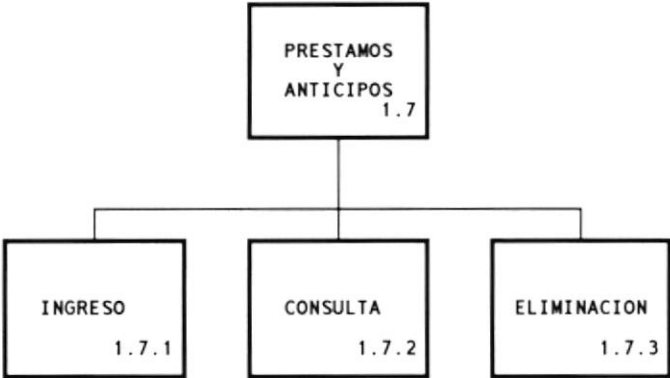 PRESTAMOS
Y
ANTICIPOS
1.7
INGRESO
1.7.1
CONSULTA
1.7.2
ELIMINACION
1.7.3